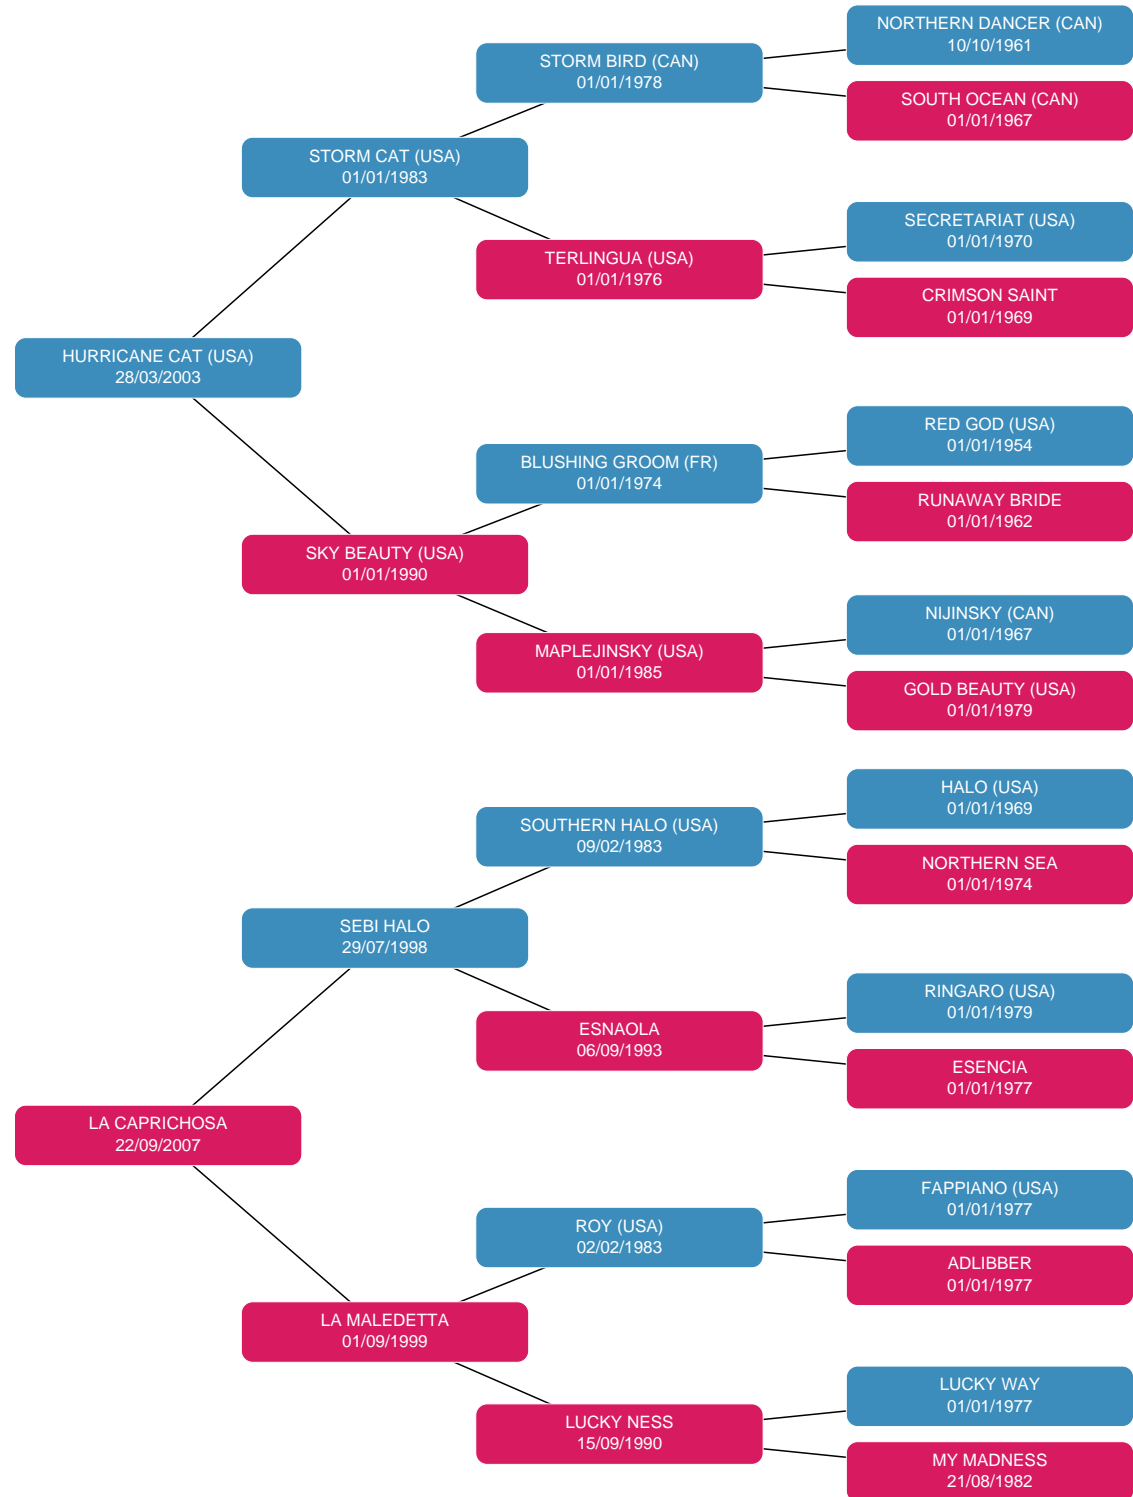 NORTHERN DANCER (CAN)
10/10/1961
STORM BIRD (CAN)
01/01/1978
SOUTH OCEAN (CAN)
01/01/1967
STORM CAT (USA)
01/01/1983
SECRETARIAT (USA)
01/01/1970
TERLINGUA (USA)
01/01/1976
CRIMSON SAINT
01/01/1969
HURRICANE CAT (USA)
28/03/2003
RED GOD (USA)
01/01/1954
BLUSHING GROOM (FR)
01/01/1974
RUNAWAY BRIDE
01/01/1962
SKY BEAUTY (USA)
01/01/1990
NIJINSKY (CAN)
01/01/1967
MAPLEJINSKY (USA)
01/01/1985
GOLD BEAUTY (USA)
01/01/1979
HALO (USA)
01/01/1969
SOUTHERN HALO (USA)
09/02/1983
NORTHERN SEA
01/01/1974
SEBI HALO
29/07/1998
RINGARO (USA)
01/01/1979
ESNAOLA
06/09/1993
ESENCIA
01/01/1977
LA CAPRICHOSA
22/09/2007
FAPPIANO (USA)
01/01/1977
ROY (USA)
02/02/1983
ADLIBBER
01/01/1977
LA MALEDETTA
01/09/1999
LUCKY WAY
01/01/1977
LUCKY NESS
15/09/1990
MY MADNESS
21/08/1982